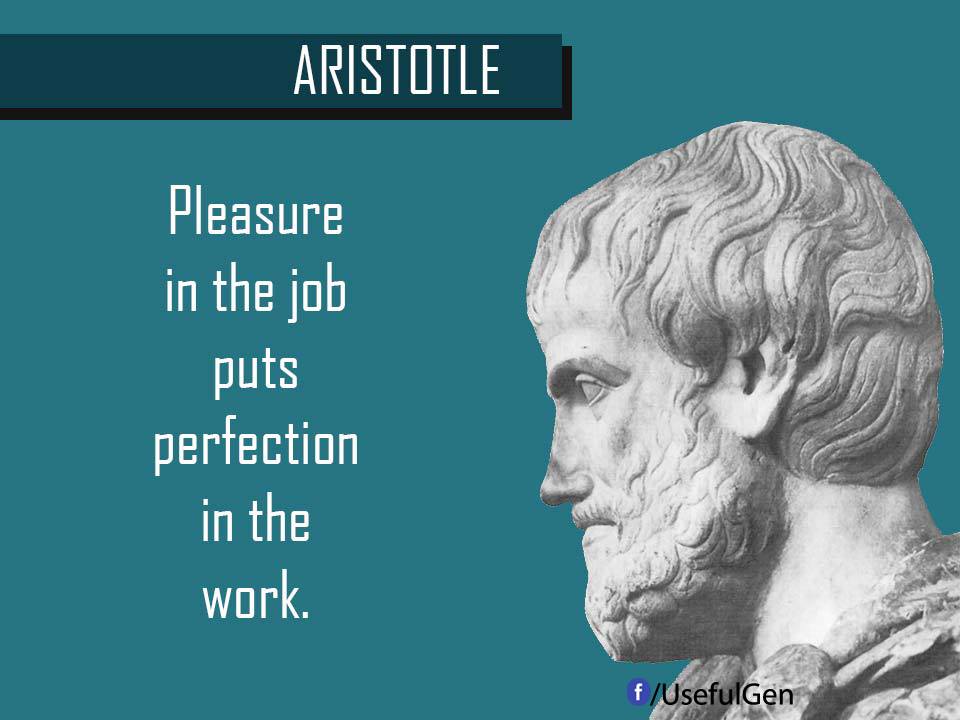 ARISTOTLE
Pleasure
in the job
puts
perfection
in the
work.
f/UsefulGen